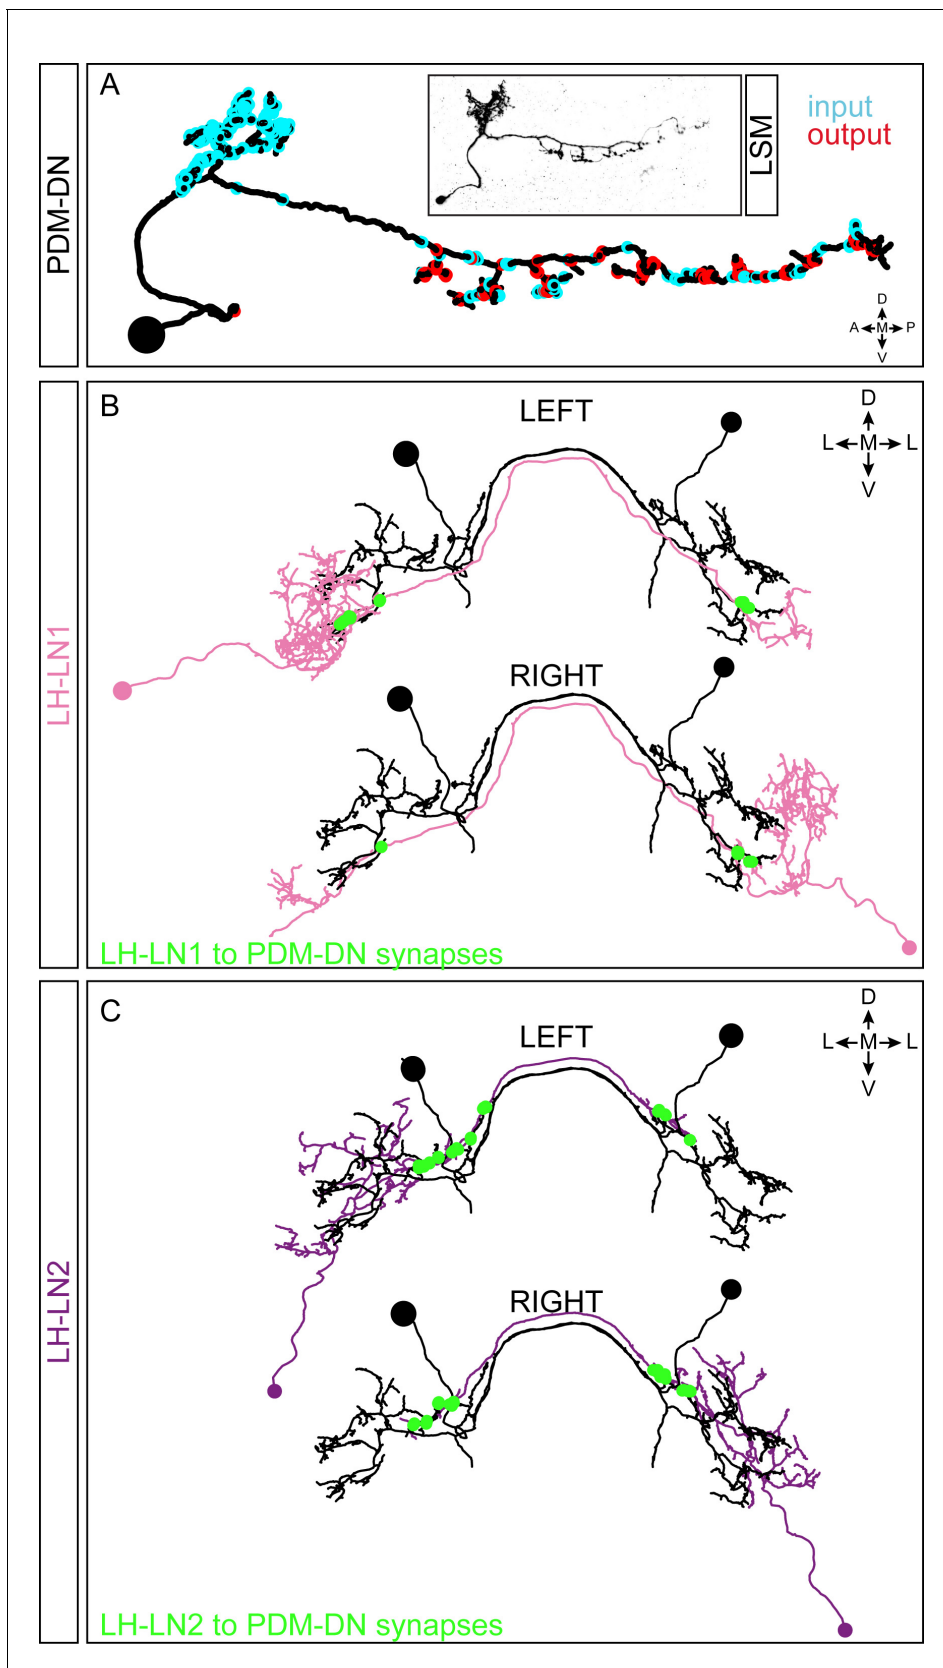 PDM-DN
A
LSM
input
output
D
A M P
V
LH-LN1
B
LEFT
D
L M L
V
RIGHT
LH-LN1 to PDM-DN synapses
LH-LN2
C
LEFT
D
L M L
V
RIGHT
LH-LN2 to PDM-DN synapses